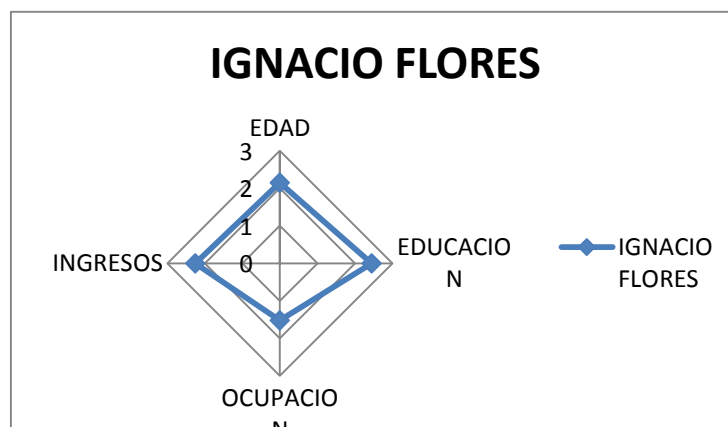 IGNACIO FLORES
EDAD
3
2
1
0
EDUCACIO
N
INGRESOS
OCUPACIO
N
IGNACIO
FLORES